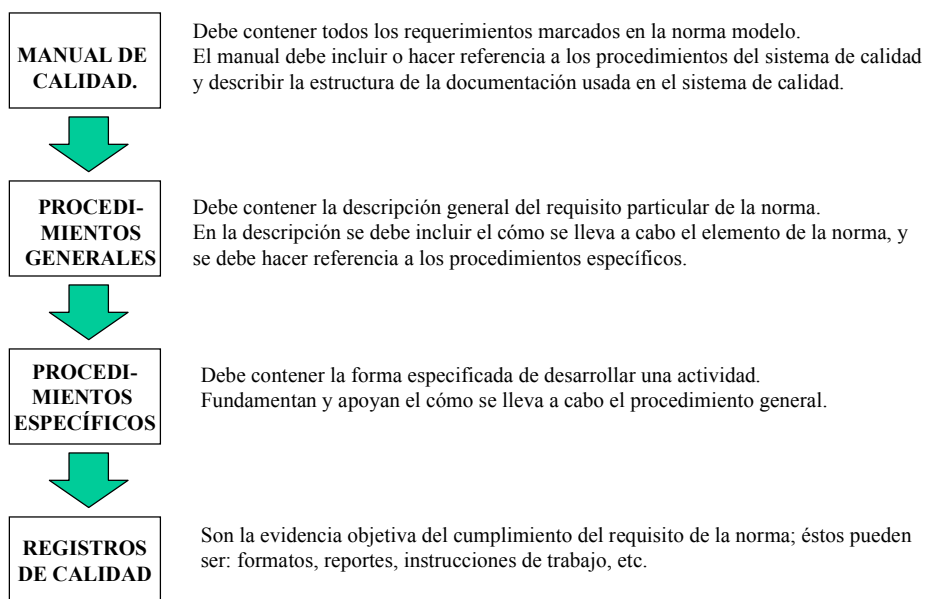 MANUAL DE
CALIDAD.
Debe contener todos los requerimientos marcados en la norma modelo.
El manual debe incluir o hacer referencia a los procedimientos del sistema de calidad
y describir la estructura de la documentación usada en el sistema de calidad.
PROCEDI-
MIENTOS
GENERALES
Debe contener la descripción general del requisito particular de la norma.
En la descripción se debe incluir el cómo se lleva a cabo el elemento de la norma, y
se debe hacer referencia a los procedimientos específicos.
PROCEDI-
MIENTOS
ESPECÍFICOS
Debe contener la forma especificada de desarrollar una actividad.
Fundamentan y apoyan el cómo se lleva a cabo el procedimiento general.
REGISTROS
DE CALIDAD
Son la evidencia objetiva del cumplimiento del requisito de la norma; éstos pueden
ser: formatos, reportes, instrucciones de trabajo, etc.